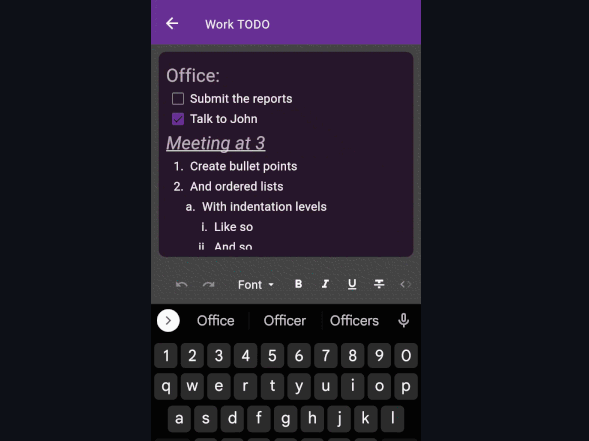 Work TODO
Office:
Submit the reports
Talk to John
Meeting at 3
1. Create bullet points
2. And ordered lists
a. With indentation levels
i. Like so
ii. And so
Font B I U T <>
Office Officer Officers
1 2 3 4 5 6 7 8 9 0
q w e r t y u i o p
a s d f g h j k l